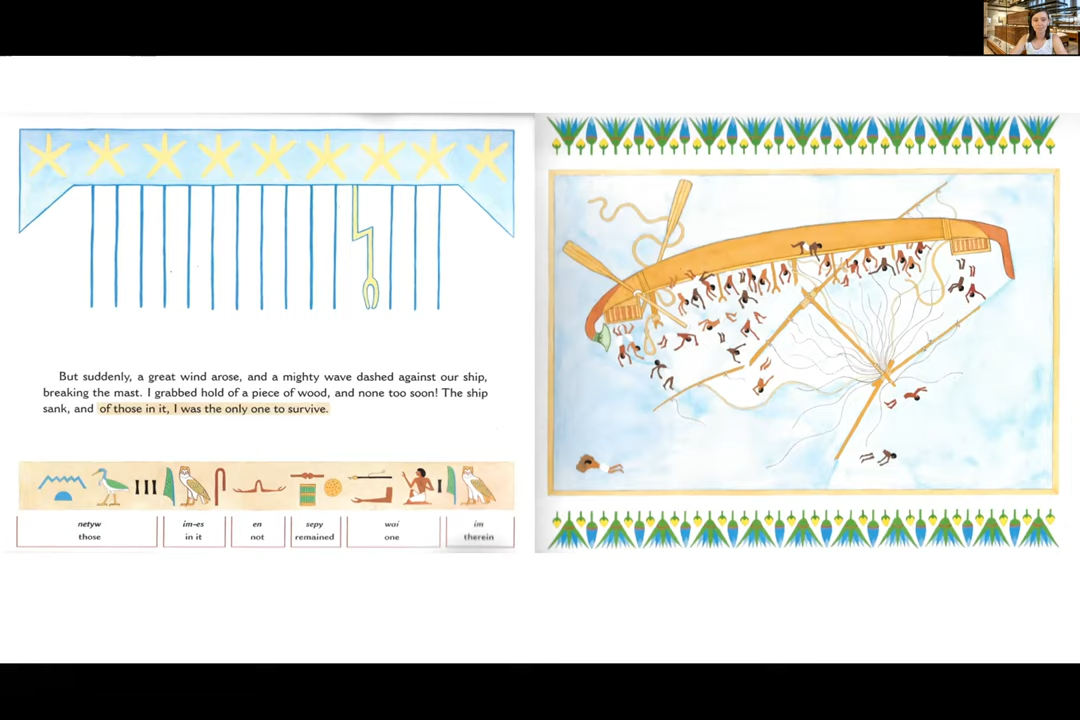 But suddenly, a great wind arose, and a mighty wave dashed against our ship,
breaking the mast. I grabbed hold of a piece of wood, and none too soon! The ship
sank, and of those in it, I was the only one to survive.
netyw im-es en sepy wai im
those in it not remained one therein